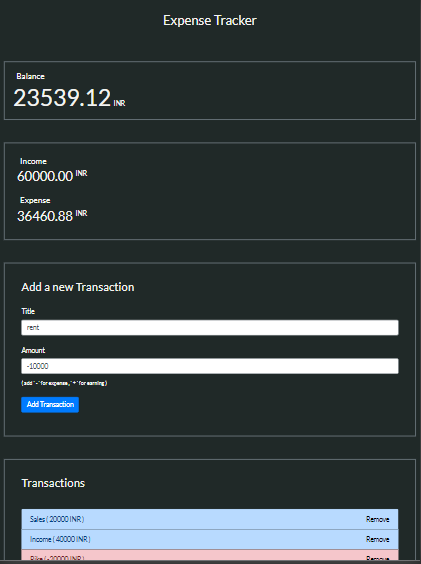 Expense Tracker
Balance
23539.12 INR
Income
60000.00 INR
Expense
36460.88 INR
Add a new Transaction
Title
rent
Amount
-10000
( add ' - ' for expense , ' + ' for earning )
Add Transaction
Transactions
Sales ( 20000 INR ) Remove
Income ( 40000 INR ) Remove
Bike ( - 20000 INR ) Remove